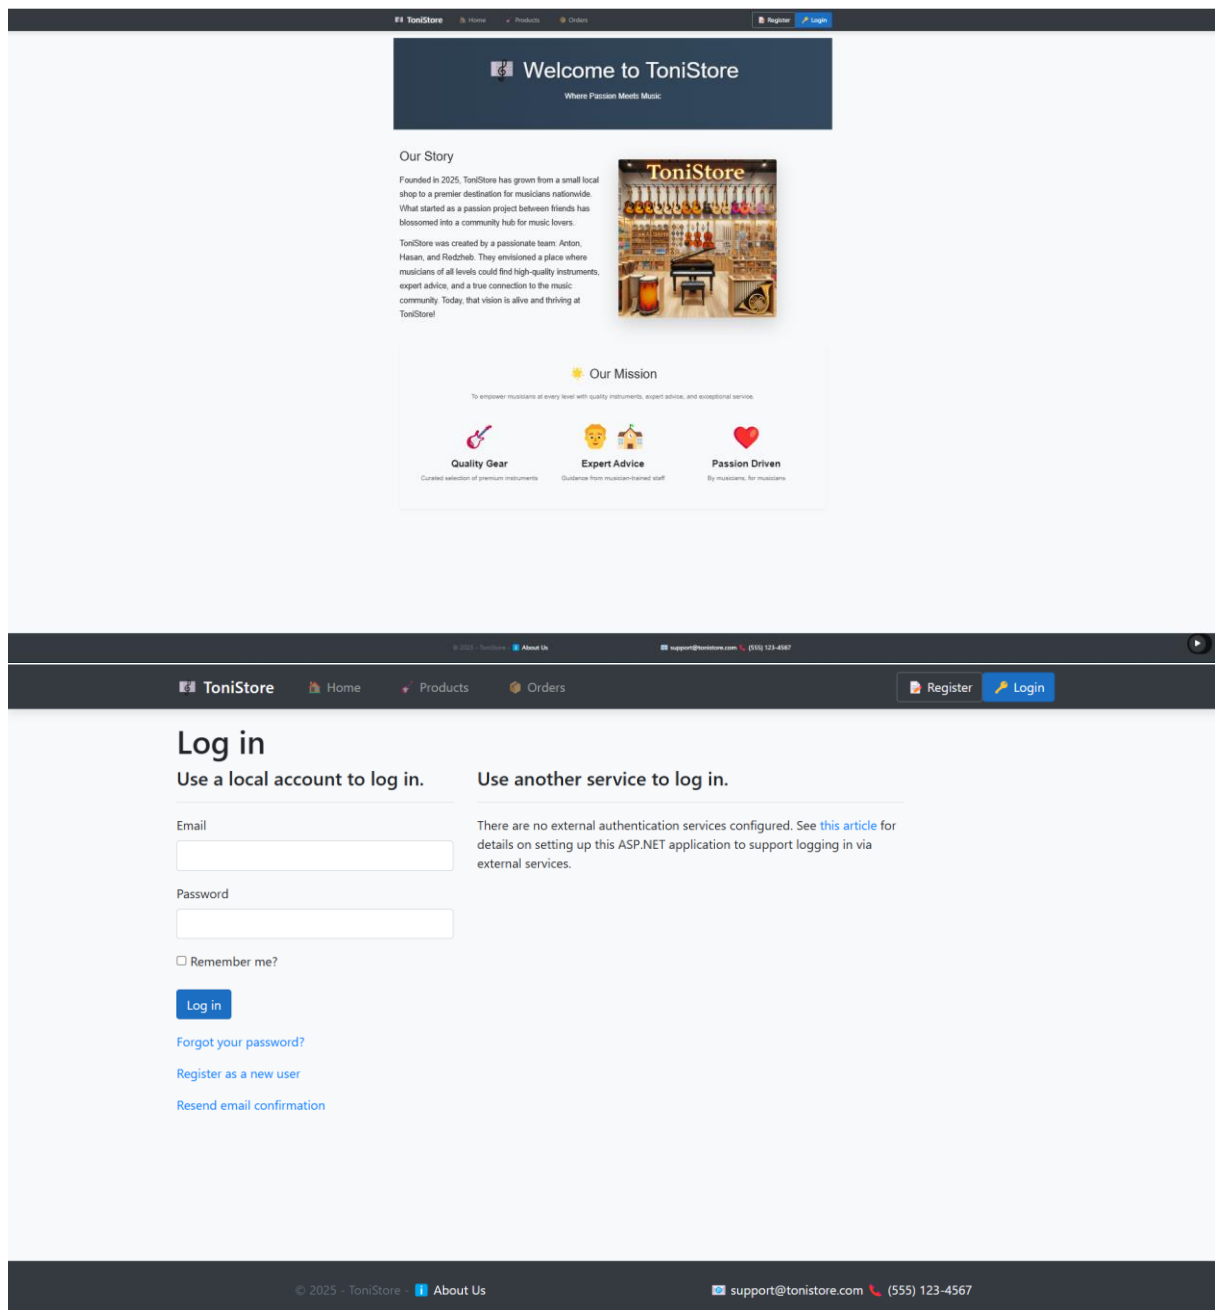 ToniStore Home Products Orders Register Login
Welcome to ToniStore
Where Passion Meets Music
Our Story
Founded in 2025, ToniStore has grown from a small local
shop to a premier destination for musicians nationwide.
What started as a passion project between friends has
blossomed into a community hub for music lovers.
ToniStore was created by a passionate team: Anton,
Hasan, and Redzheb. They envisioned a place where
musicians of all levels could find high-quality instruments,
expert advice, and a true connection to the music
community. Today, that vision is alive and thriving at
ToniStore!
ToniStore
Our Mission
To empower musicians at every level with quality instruments, expert advice, and exceptional service.
Quality Gear
Curated selection of premium instruments
Expert Advice
Guidance from musician-trained staff
Passion Driven
By musicians, for musicians
© 2025 - ToniStore - About Us support@tonistore.com (555) 123-4567
ToniStore Home Products Orders Register Login
Log in
Use a local account to log in.
Email
Password
Remember me?
Log in
Forgot your password?
Register as a new user
Resend email confirmation
Use another service to log in.
There are no external authentication services configured. See this article for
details on setting up this ASP.NET application to support logging in via
external services.
© 2025 - ToniStore - About Us support@tonistore.com (555) 123-4567